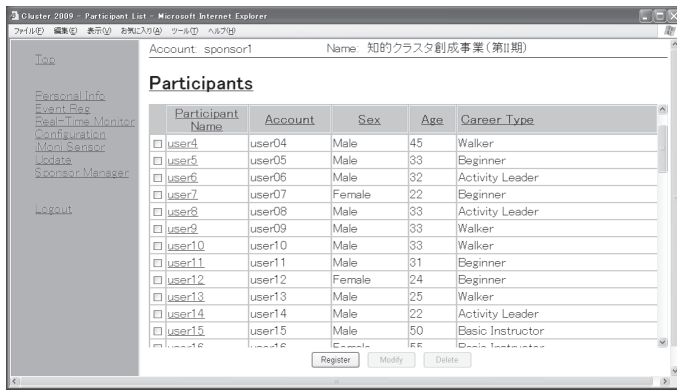 Cluster 2009 - Participant List - Microsoft Internet Explorer
ファイル(F) 編集(E) 表示(V) お気に入り(A) ツール(T) ヘルプ(H)
Top
Personal Info
Event Reg
Real-Time Monitor
Configuration
iMoni Sensor
Update
Sponsor Manager
Logout
Account: sponsor1 Name: 知的クラスタ創成事業(第II期)
Participants
Participant Name Account Sex Age Career Type
user4 user04 Male 45 Walker
user5 user05 Male 33 Beginner
user6 user06 Male 32 Activity Leader
user7 user07 Female 22 Beginner
user8 user08 Male 33 Activity Leader
user9 user09 Male 33 Walker
user10 user10 Male 33 Walker
user11 user11 Male 31 Beginner
user12 user12 Female 24 Beginner
user13 user13 Male 25 Walker
user14 user14 Male 22 Activity Leader
user15 user15 Male 50 Basic Instructor
user16 user16 Female 55 Basic Instructor
Register Modify Delete